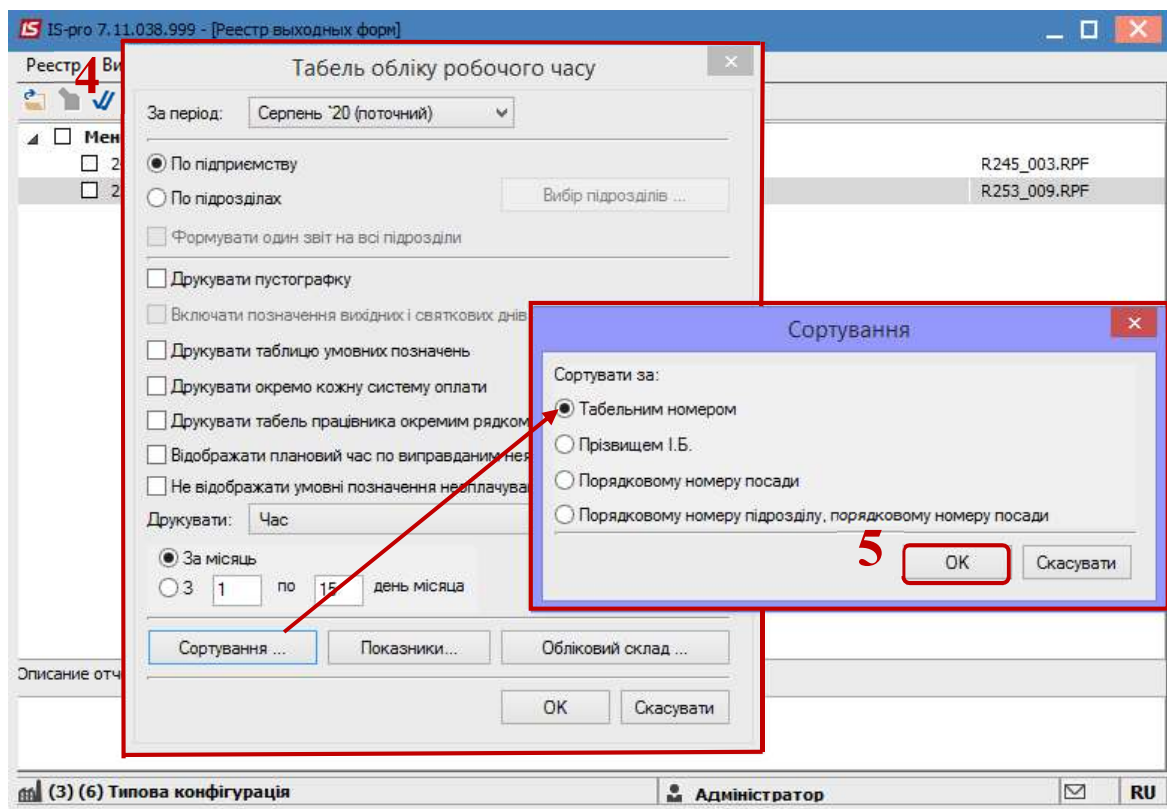 IS-pro 7.11.038.999 - [Реестр выходных форм]
Реестр Ви
4
Мен
2 R245_003.RPF
2 R253_009.RPF
Табель обліку робочого часу
За період: Серпень `20 (поточний)
По підприємству
По підрозділах Вибір підрозділів ...
Формувати один звіт на всі підрозділи
Друкувати пустографку
Включати позначення вихідних і святкових днів
Друкувати таблицю умовних позначень
Друкувати окремо кожну систему оплати
Друкувати табель працівника окремим рядком
Відображати плановий час по виправданим нея
Не відображати умовні позначення неоплачува
Друкувати: Час
За місяць
З 1 по 15 день місяца
Сортування ... Показники... Обліковий склад ...
OK Скасувати
Сортування
Сортувати за:
Табельним номером
Прізвищем І.Б.
Порядковому номеру посади
Порядковому номеру підрозділу, порядковому номеру посади
5 OK Скасувати
Описание отч
(3) (6) Типова конфігурація Адміністратор RU